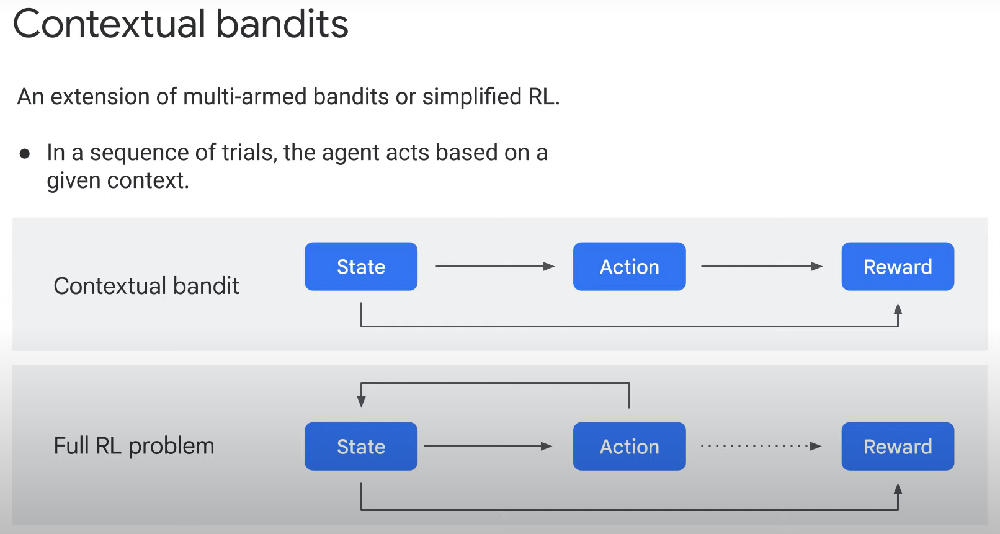 Contextual bandits
An extension of multi-armed bandits or simplified RL.
● In a sequence of trials, the agent acts based on a
given context.
Contextual bandit
State
Action
Reward
Full RL problem
State
Action
Reward